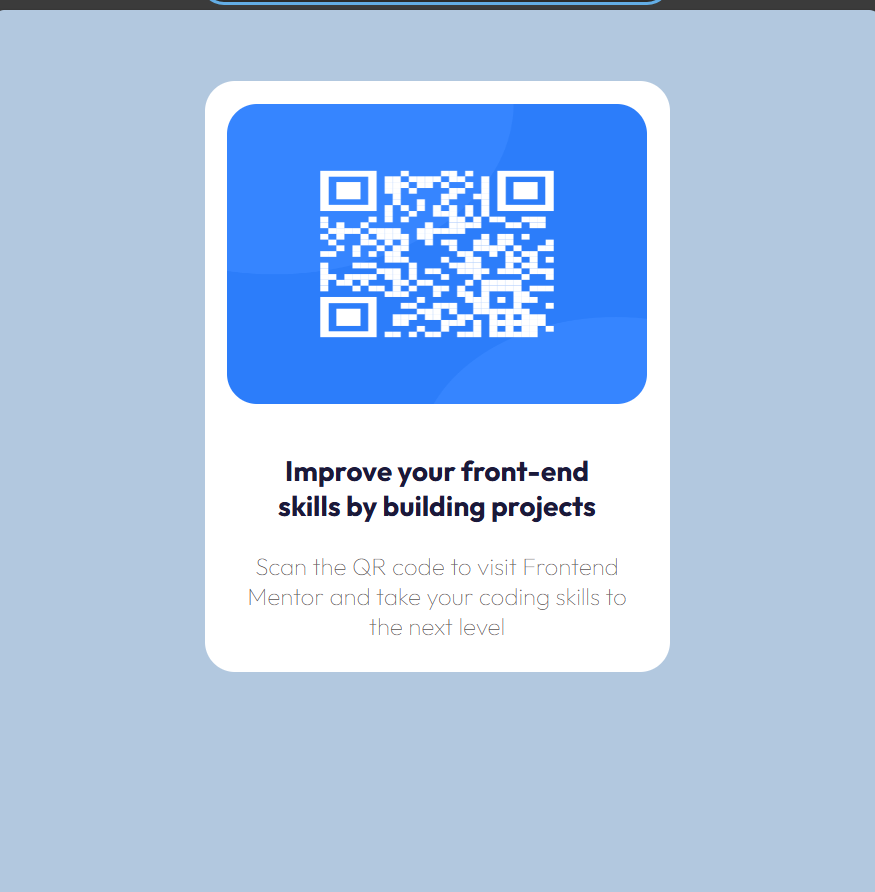 Improve your front-end
skills by building projects
Scan the QR code to visit Frontend
Mentor and take your coding skills to
the next level